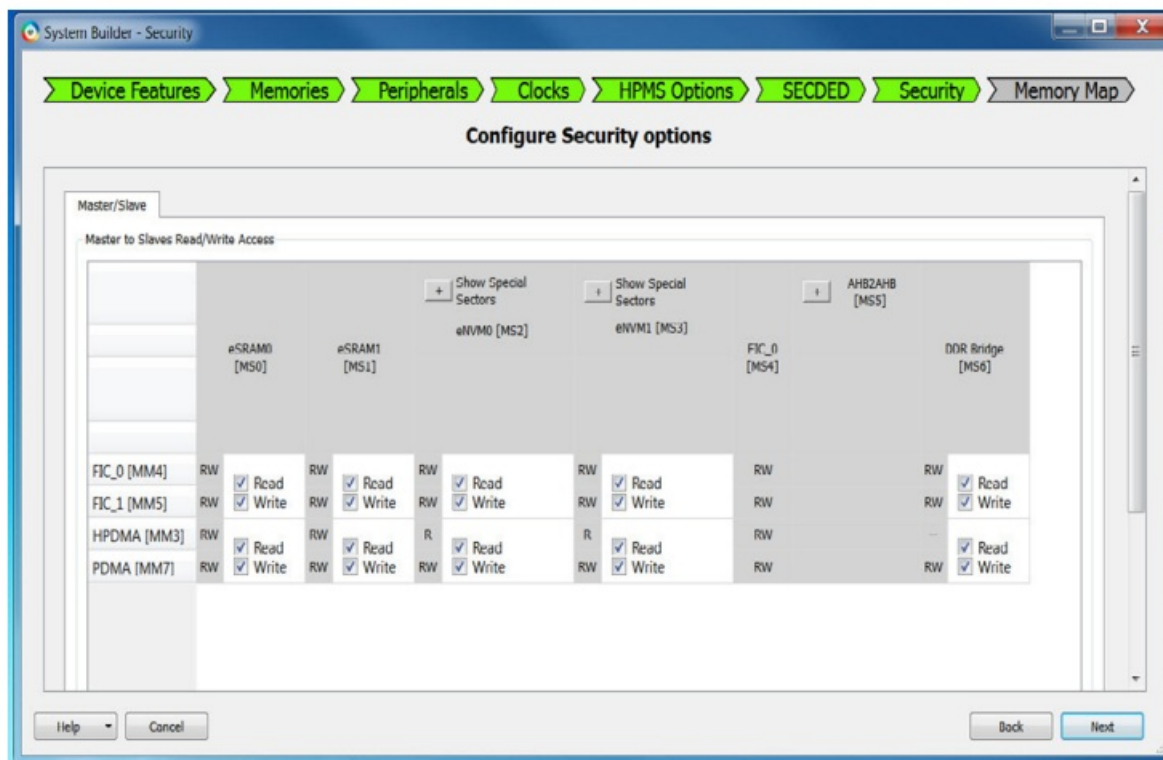 System Builder - Security
Device Features Memories Peripherals Clocks HPMS Options SECDED Security Memory Map
Configure Security options
Master/Slave
Master to Slaves Read/Write Access
+ Show Special Sectors + Show Special Sectors + AHB2AHB [MS5]
eNVM0 [MS2] eNVM1 [MS3]
eSRAM0 [MS0] eSRAM1 [MS1] FIC_0 [MS4] DDR Bridge [MS6]
FIC_0 [MM4] RW Read RW Read RW Read RW Read RW RW Read
FIC_1 [MM5] RW Write RW Write RW Write RW Write RW RW Write
HPDMA [MM3] RW Read RW Read R Read R Read RW -- Read
PDMA [MM7] RW Write RW Write RW Write RW Write RW RW Write
Help Cancel Back Next